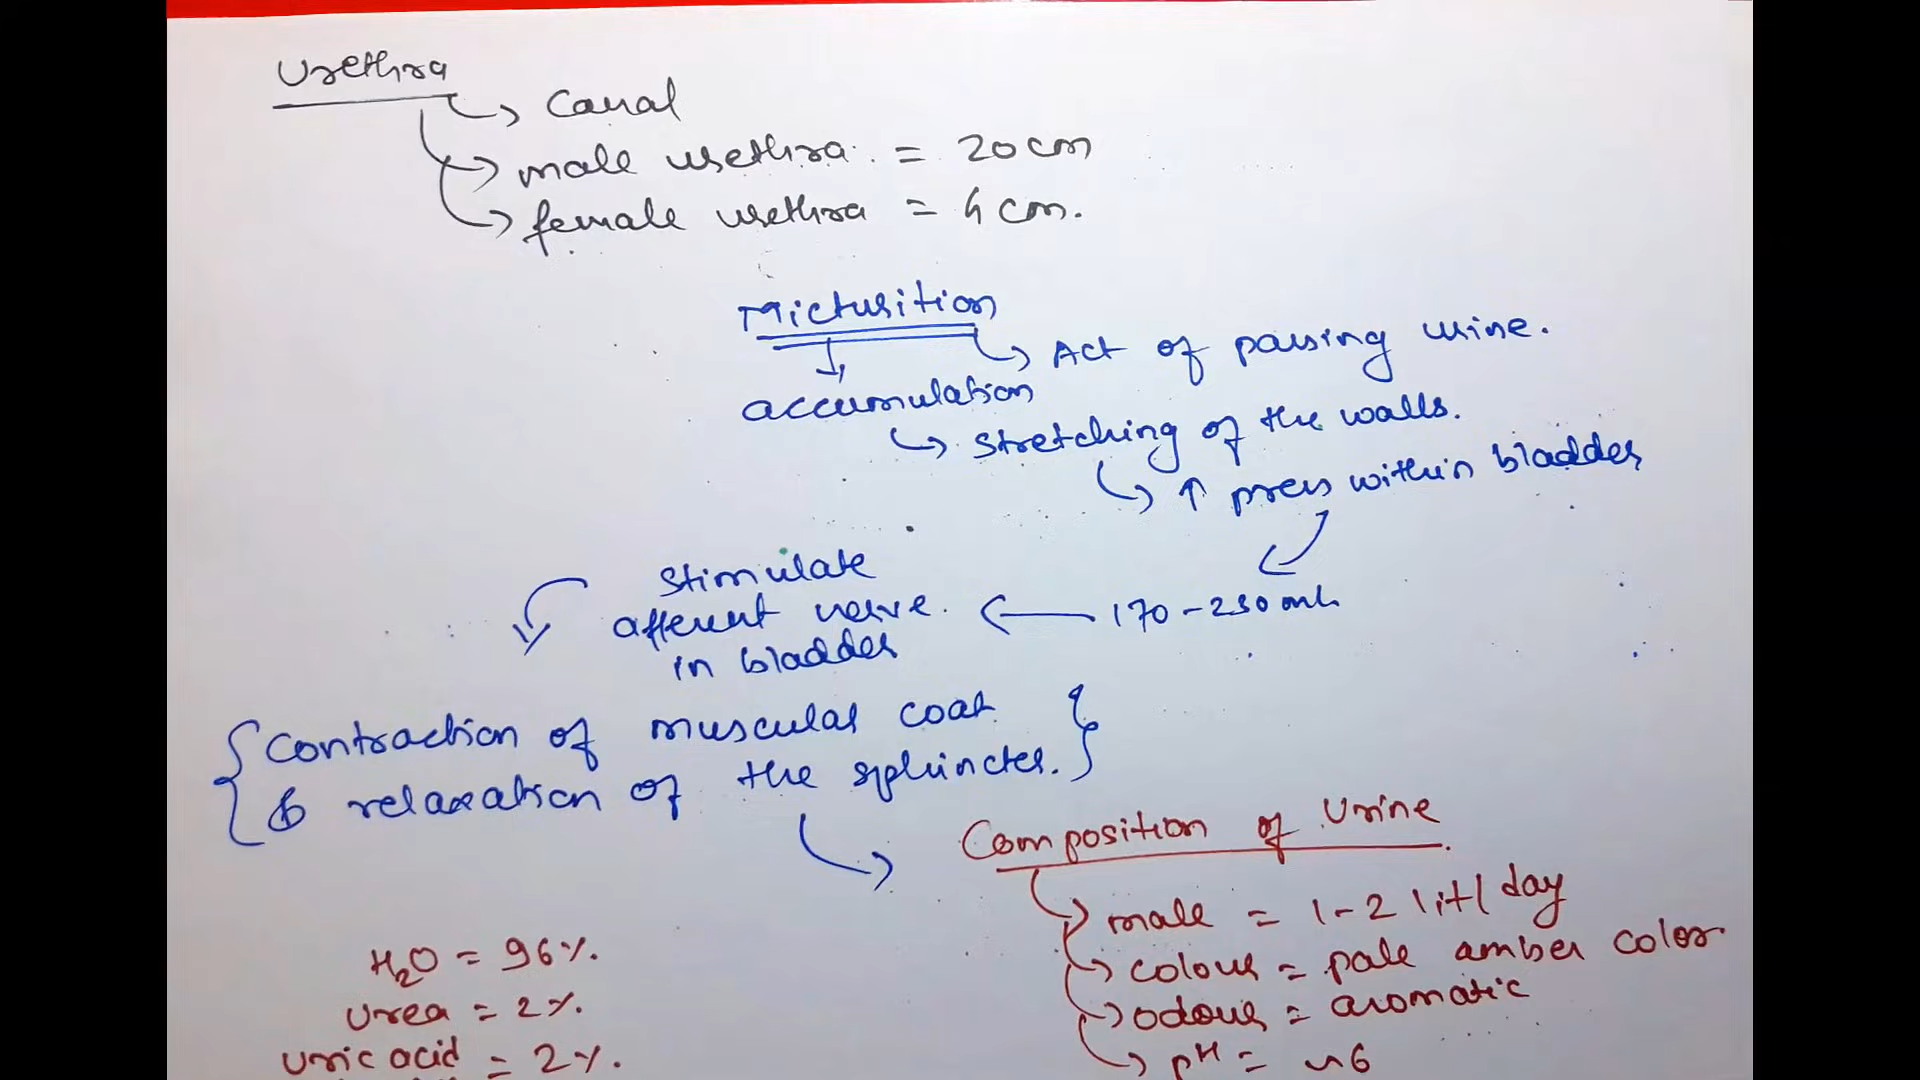 Urethra
→ Canal
→ male urethra = 20 cm
→ female urethra = 4 cm.
Micturition
→ Act of passing urine.
accumulation
→ stretching of the walls.
→ ↑ press within bladder
170 - 230 ml
stimulate
afferent nerve.
in bladder
{ contraction of muscular coat }
& relaxation of the sphincter.
Composition of Urine
→ male = 1-2 lit/day
→ colour = pale amber color
→ odour = aromatic
→ pH = ~6
H₂O = 96%.
Urea = 2%.
Uric acid = 2%.